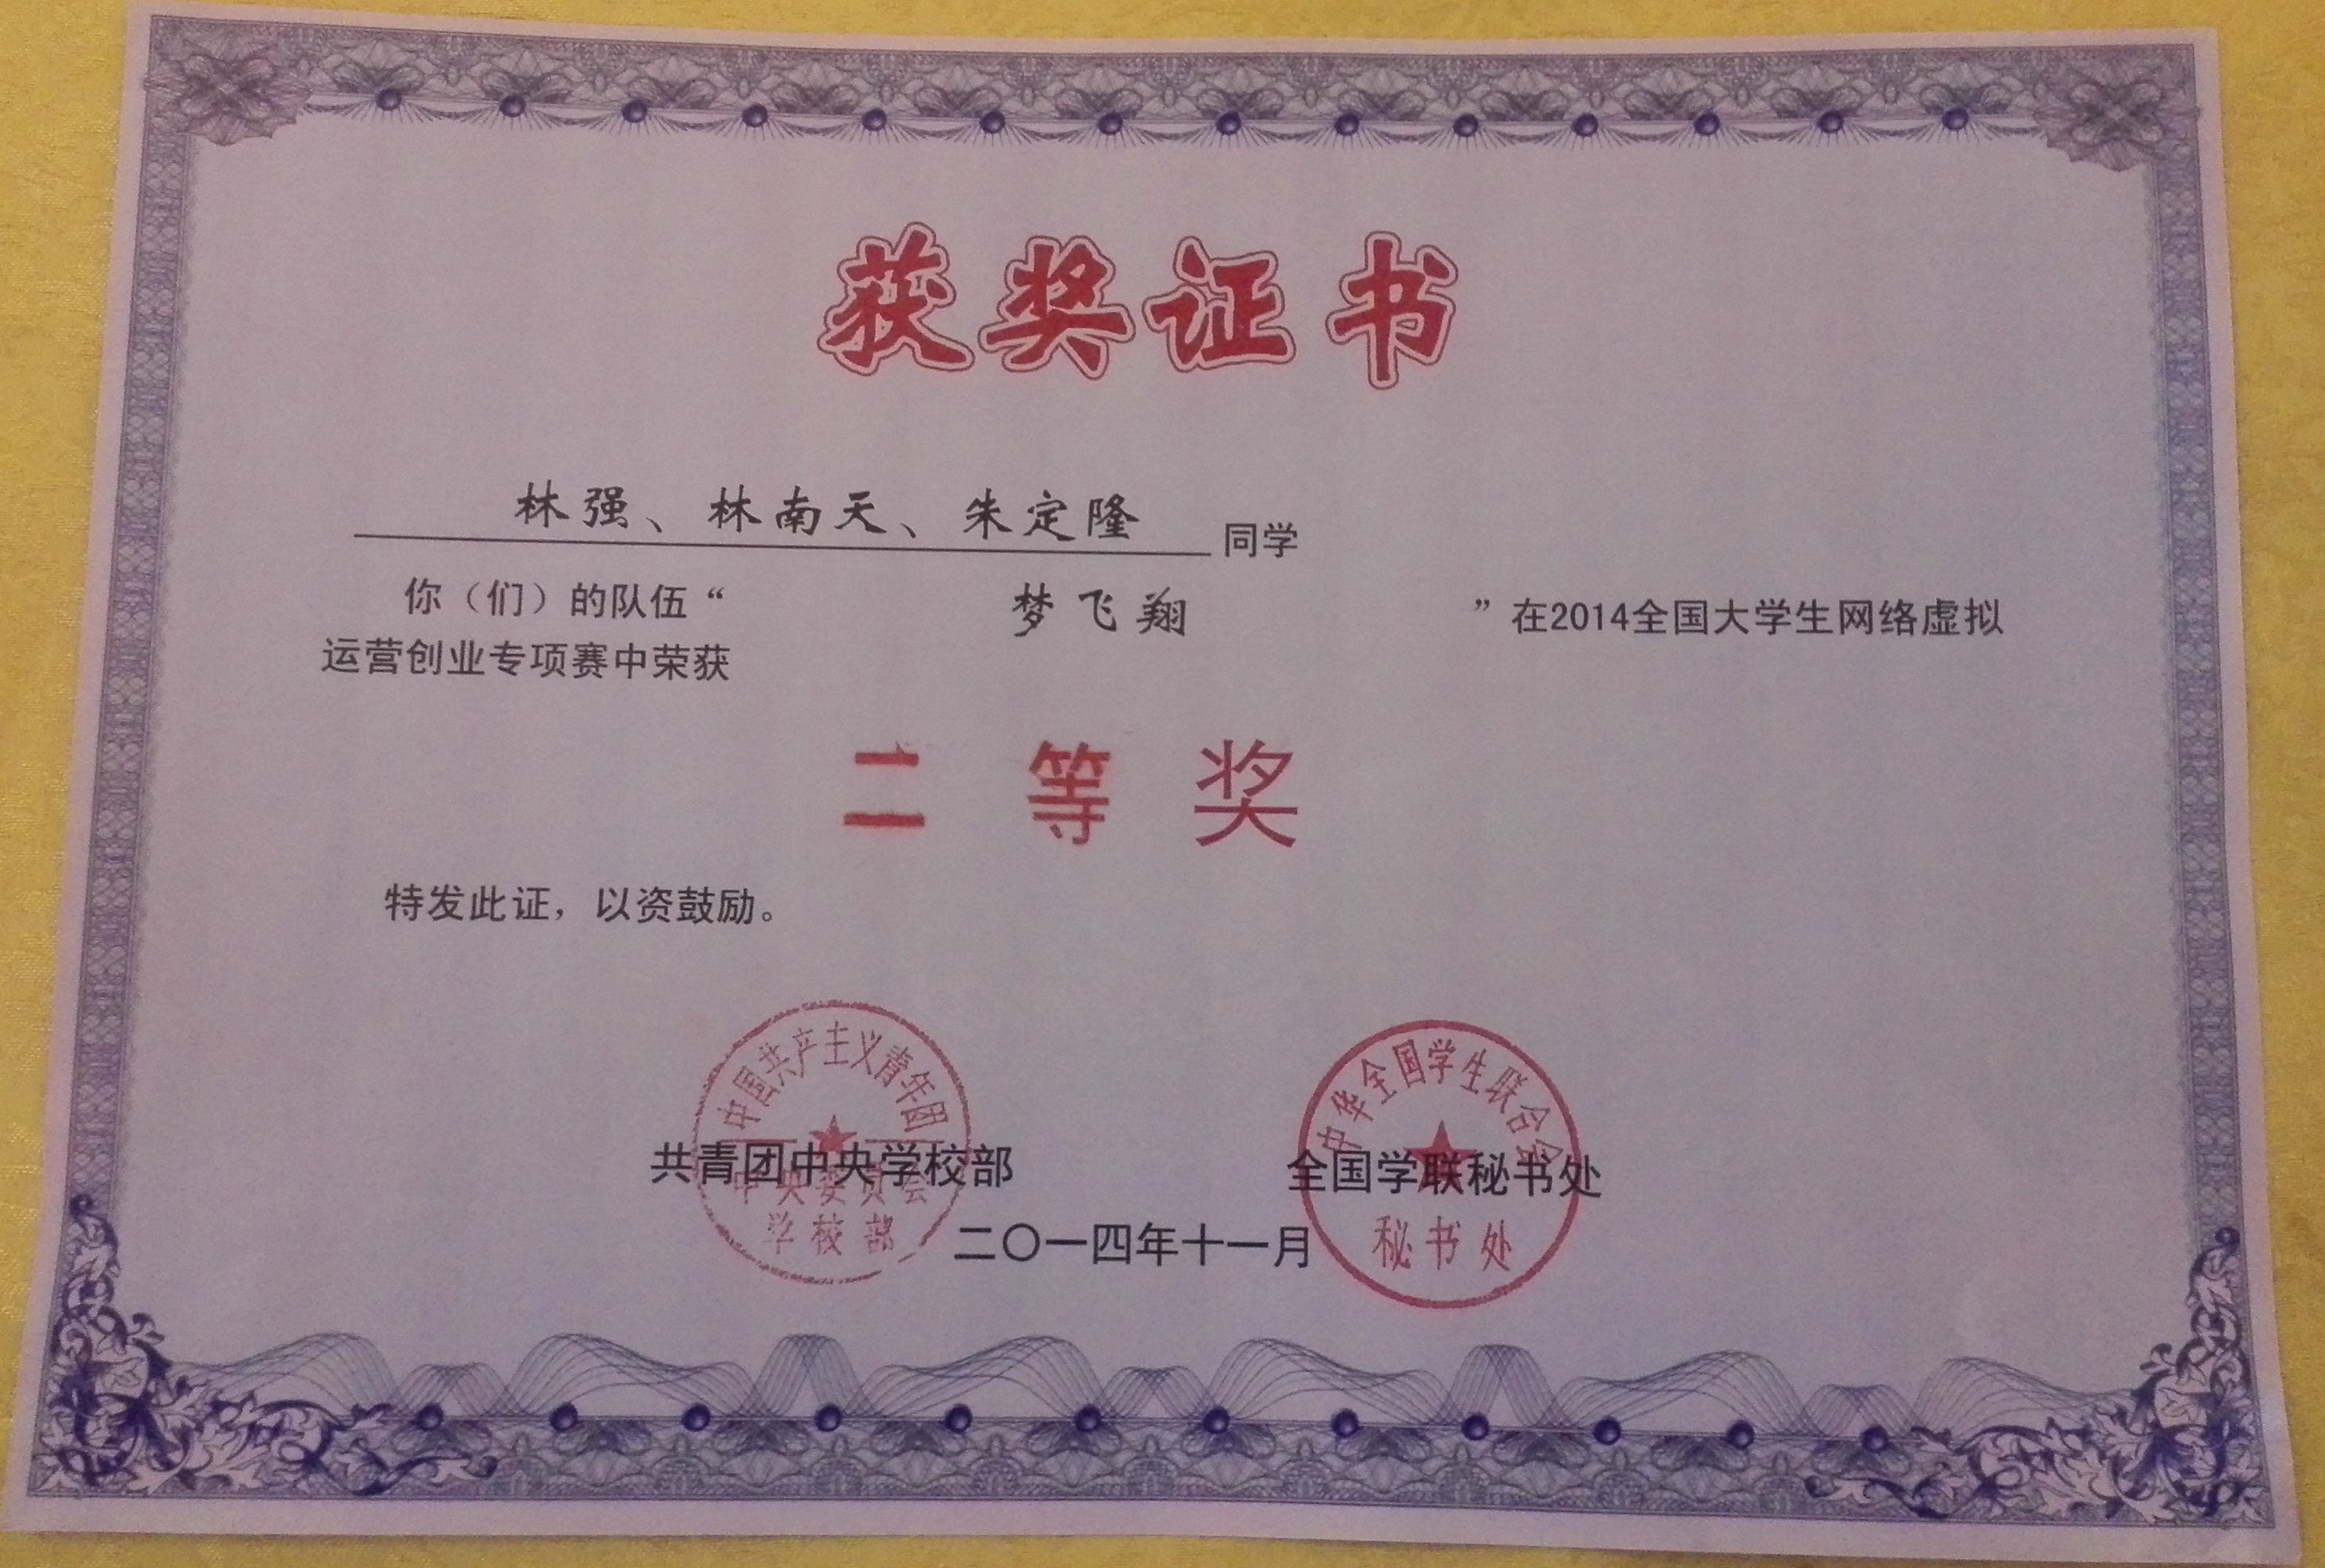 获奖证书
林强、林南天、朱定隆 同学
你（们）的队伍“ 梦飞翔 ”在2014全国大学生网络虚拟
运营创业专项赛中荣获
二等奖
特发此证，以资鼓励。
中国共产主义青年团
中央委员会
学校部
共青团中央学校部
中华全国学生联合会
秘书处
全国学联秘书处
二〇一四年十一月